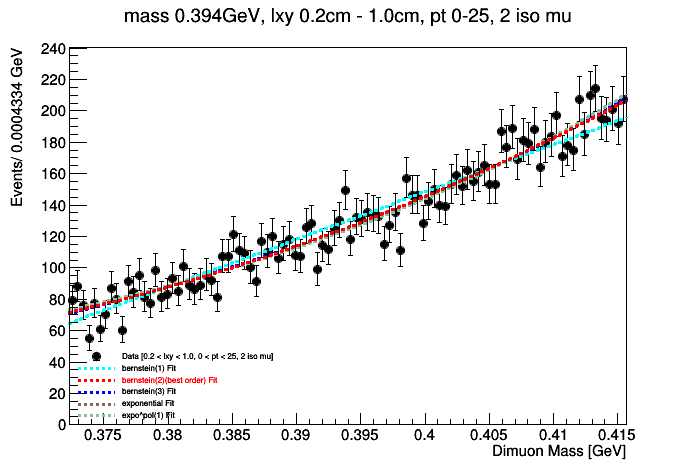 mass 0.394GeV, lxy 0.2cm - 1.0cm, pt 0-25, 2 iso mu
Events/ 0.0004334 GeV
240
220
200
180
160
140
120
100
80
60
40
20
0
Data [0.2 < lxy < 1.0, 0 < pt < 25, 2 iso mu]
bernstein(1) Fit
bernstein(2)(best order) Fit
bernstein(3) Fit
exponential Fit
expo*pol(1) Fit
0.375 0.38 0.385 0.39 0.395 0.4 0.405 0.41 0.415
Dimuon Mass [GeV]